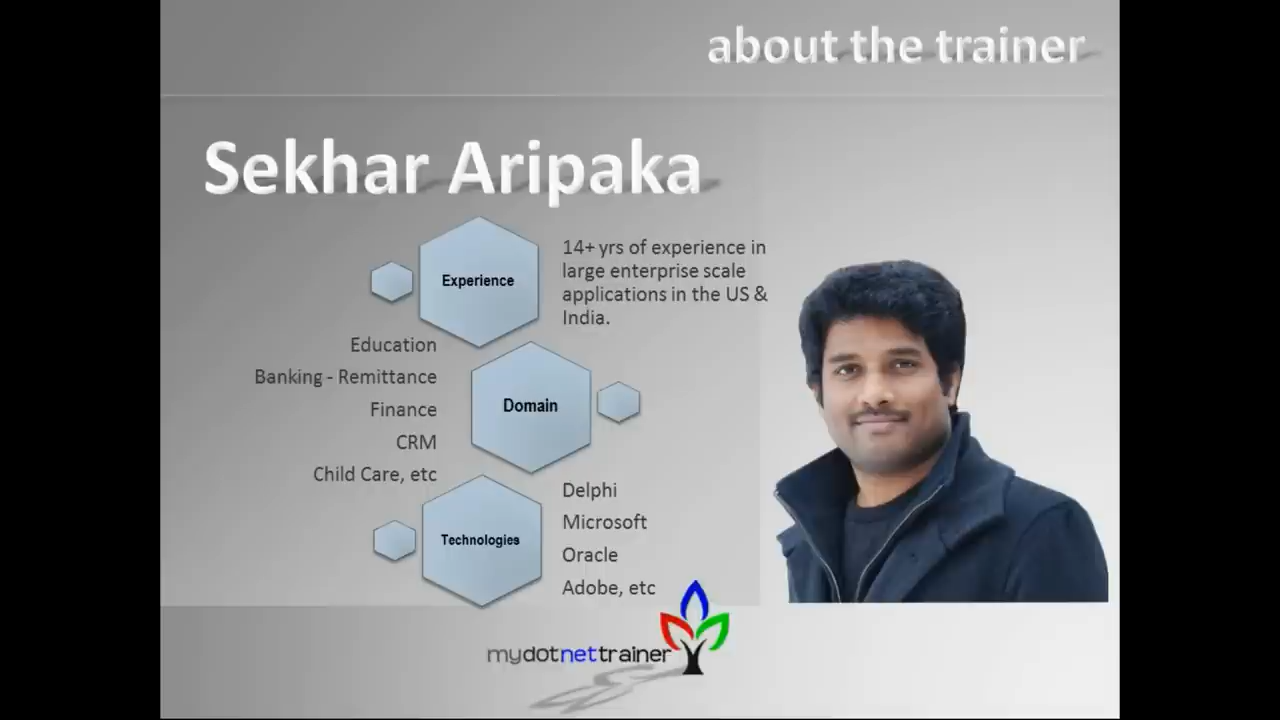 about the trainer
Sekhar Aripaka
Experience
14+ yrs of experience in
large enterprise scale
applications in the US &
India.
Education
Banking - Remittance
Finance
CRM
Child Care, etc
Domain
Technologies
Delphi
Microsoft
Oracle
Adobe, etc
mydotnettrainer